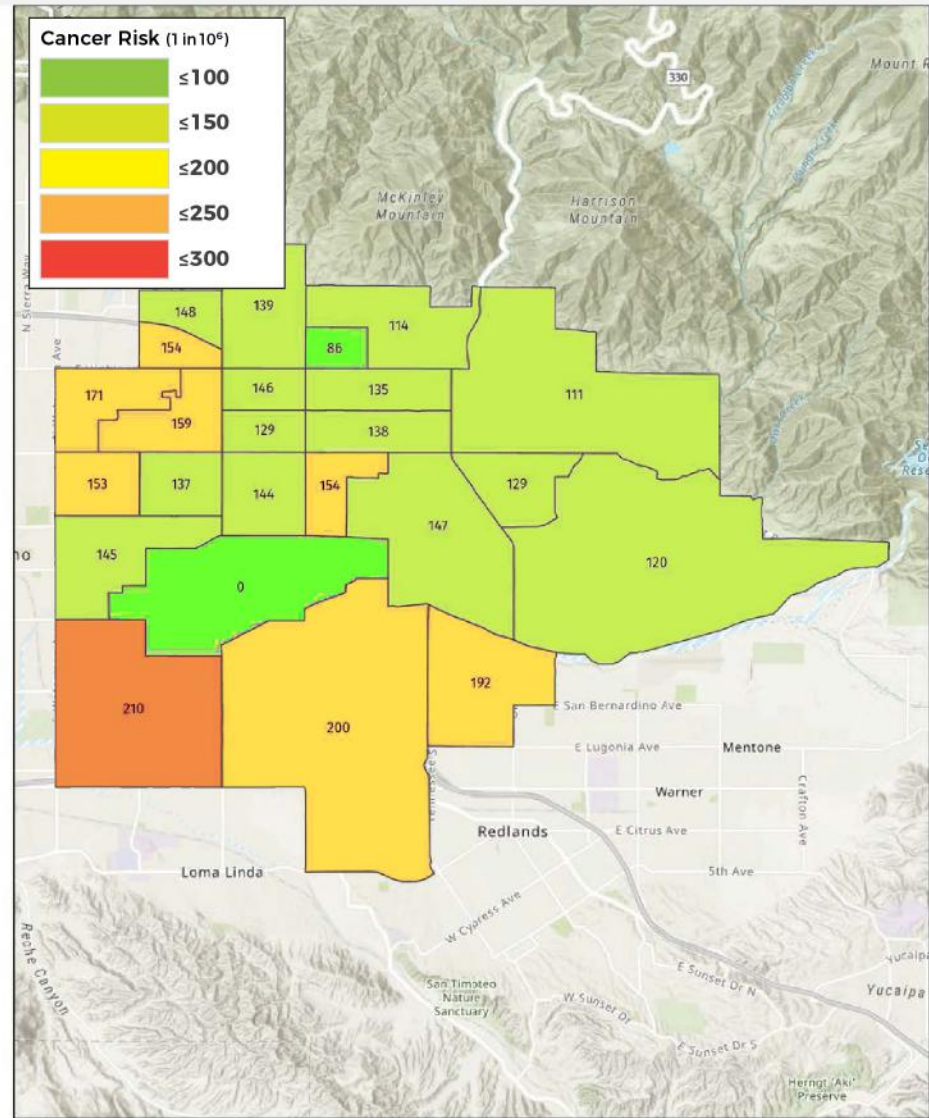 Cancer Risk (1 in 10⁶)
≤100
≤150
≤200
≤250
≤300
330
McKinley
Mountain
Harrison
Mountain
N Sierra Way
Ave
148
139
114
154
86
171
146
135
111
159
129
138
153
137
144
154
129
147
145
120
0
210
200
192
E San Bernardino Ave
E Lugonia Ave
Mentone
Warner
Crafton Ave
Redlands
E Citrus Ave
5th Ave
Loma Linda
W Cypress Ave
Reche Canyon
San Timoteo
Nature
Sanctuary
W Sunset Dr
E Sunset Dr N
E Sunset Dr S
Yucaipa
Herngt "Aki"
Preserve